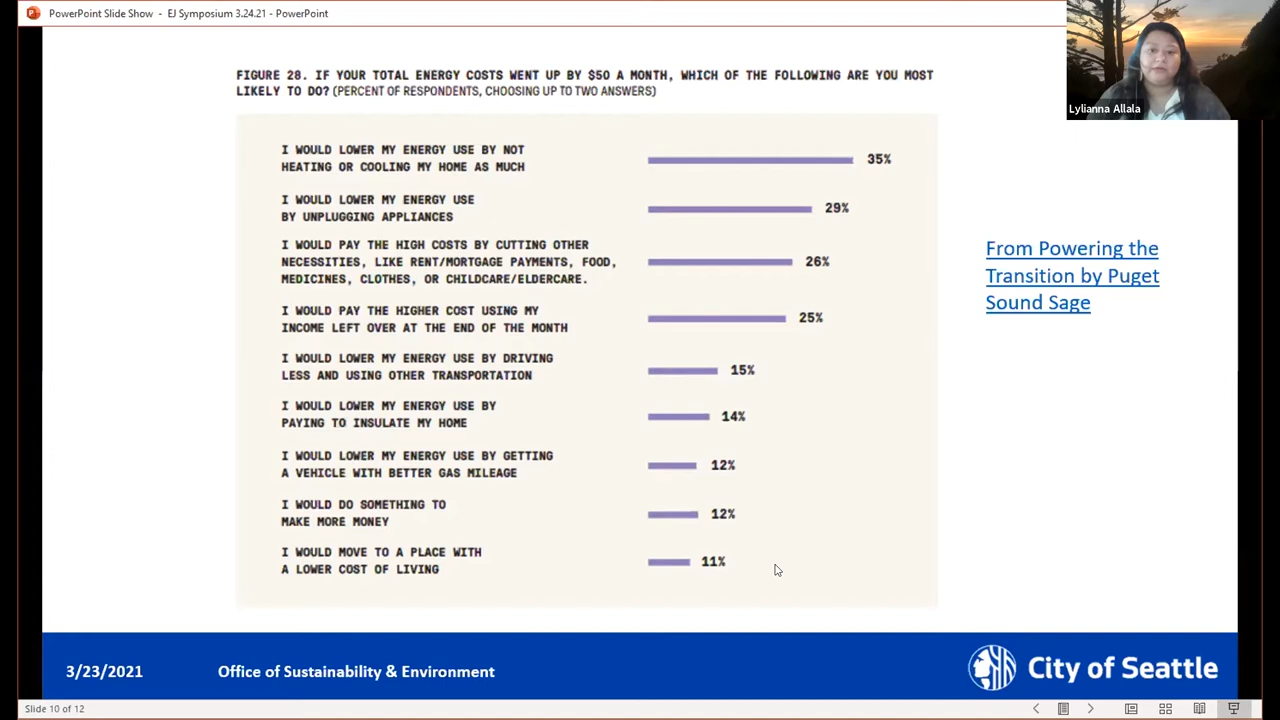 PowerPoint Slide Show - EJ Symposium 3.24.21 - PowerPoint
Lylianna Allala
FIGURE 28. IF YOUR TOTAL ENERGY COSTS WENT UP BY $50 A MONTH, WHICH OF THE FOLLOWING ARE YOU MOST
LIKELY TO DO? (PERCENT OF RESPONDENTS, CHOOSING UP TO TWO ANSWERS)
I WOULD LOWER MY ENERGY USE BY NOT
HEATING OR COOLING MY HOME AS MUCH
35%
I WOULD LOWER MY ENERGY USE
BY UNPLUGGING APPLIANCES
29%
I WOULD PAY THE HIGH COSTS BY CUTTING OTHER
NECESSITIES, LIKE RENT/MORTGAGE PAYMENTS, FOOD,
MEDICINES, CLOTHES, OR CHILDCARE/ELDERCARE.
26%
I WOULD PAY THE HIGHER COST USING MY
INCOME LEFT OVER AT THE END OF THE MONTH
25%
I WOULD LOWER MY ENERGY USE BY DRIVING
LESS AND USING OTHER TRANSPORTATION
15%
I WOULD LOWER MY ENERGY USE BY
PAYING TO INSULATE MY HOME
14%
I WOULD LOWER MY ENERGY USE BY GETTING
A VEHICLE WITH BETTER GAS MILEAGE
12%
I WOULD DO SOMETHING TO
MAKE MORE MONEY
12%
I WOULD MOVE TO A PLACE WITH
A LOWER COST OF LIVING
11%
From Powering the
Transition by Puget
Sound Sage
3/23/2021
Office of Sustainability & Environment
City of Seattle
Slide 10 of 12